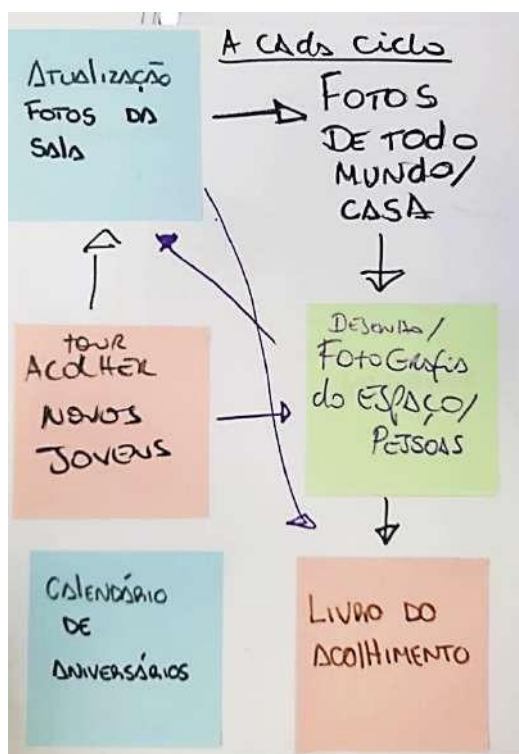 ATUALIZAÇÃO
FOTOS DA
SALA
A CADA CICLO
FOTOS
DE TODO
MUNDO/
CASA
TOUR
ACOLHER
NOVOS
JOVENS
DESENHO/
FOTOGRAFIA
do ESPAÇO/
PESSOAS
CALENDÁRIO
DE
ANIVERSÁRIOS
LIVRO DO
ACOLHIMENTO